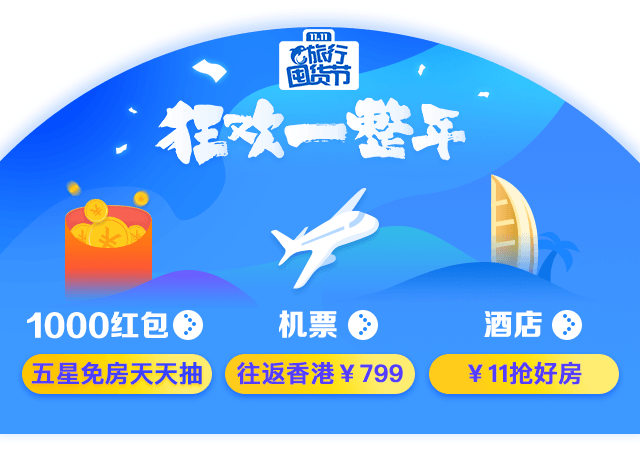 11.11
旅行
囤货节
狂欢一整年
1000红包
机票
酒店
五星免房天天抽
往返香港￥799
￥11抢好房